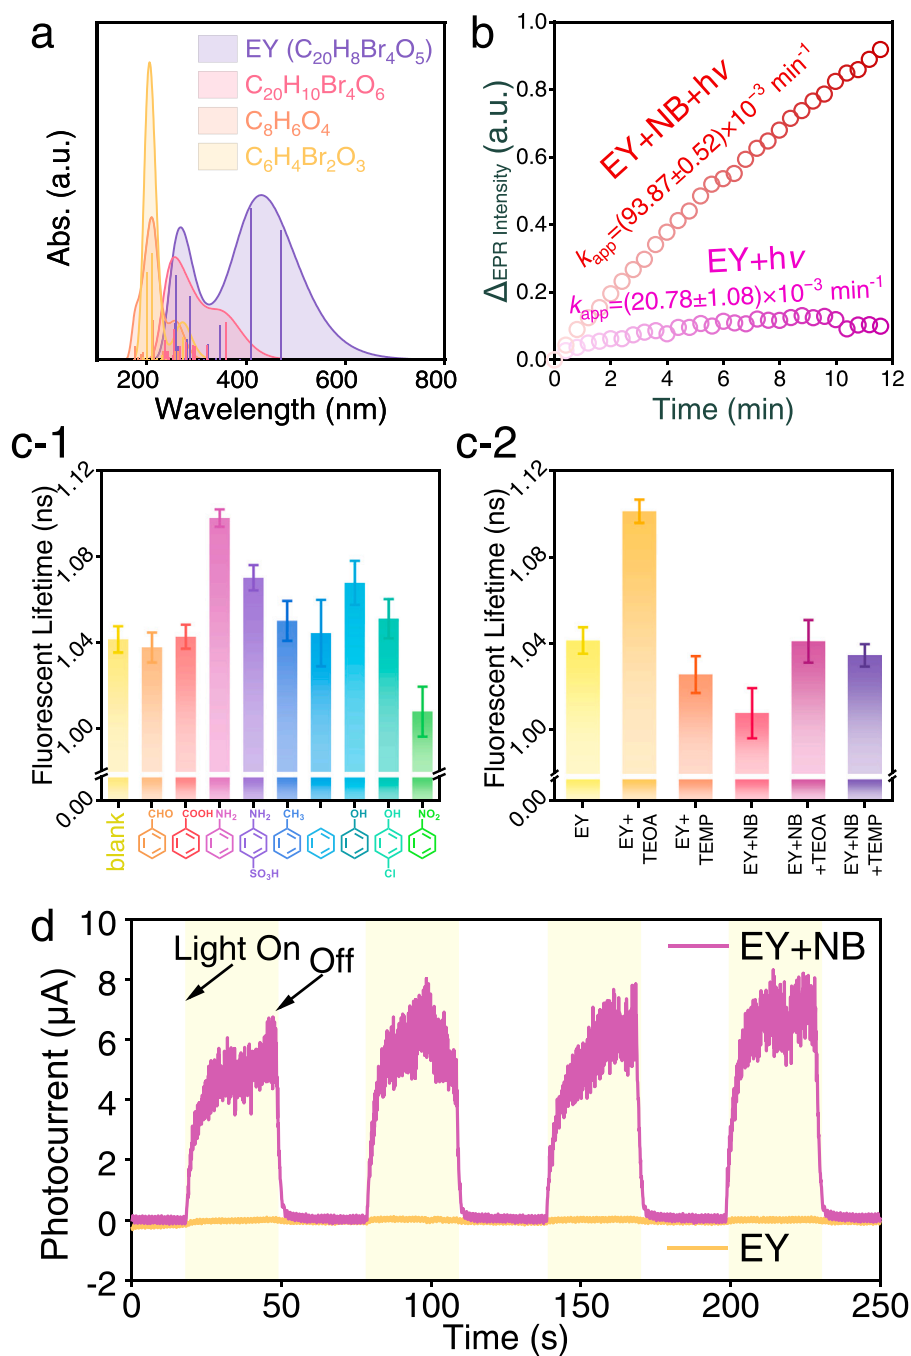 a
EY (C20H8Br4O5)
C20H10Br4O6
C8H6O4
C6H4Br2O3
Abs. (a.u.)
200 400 600 800
Wavelength (nm)
b
1.0
0.8
0.6
0.4
0.2
0.0
ΔEPR Intensity (a.u.)
EY+NB+hv
kapp=(93.87±0.52)×10−3 min-1
EY+hv
kapp=(20.78±1.08)×10−3 min-1
0 2 4 6 8 10 12
Time (min)
c-1
Fluorescent Lifetime (ns)
1.12
1.08
1.04
1.00
0.00
blank
CHO
COOH
NH2
NH2
SO3H
CH3
OH
OH
Cl
NO2
c-2
Fluorescent Lifetime (ns)
1.12
1.08
1.04
1.00
0.00
EY
EY+
TEOA
EY+
TEMP
EY+NB
EY+NB
+TEOA
EY+NB
+TEMP
d
10
8
6
4
2
0
-2
Photocurrent (µA)
Light On
Off
EY+NB
EY
0 50 100 150 200 250
Time (s)